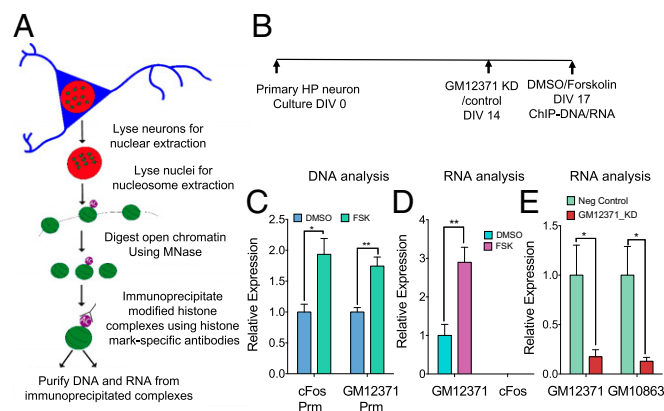 A
Lyse neurons for
nuclear extraction
Lyse nuclei for
nucleosome extraction
Digest open chromatin
Using MNase
Immunoprecipitate
modified histone
complexes using histone
mark-specific antibodies
Purify DNA and RNA from
immunoprecipitated complexes
B
Primary HP neuron
Culture DIV 0
GM12371 KD
/control
DIV 14
DMSO/Forskolin
DIV 17
ChIP-DNA/RNA
C
DNA analysis
DMSO
FSK
Relative Expression
2.5
2.0
1.5
1.0
0.5
0.0
*
**
cFos
Prm
GM12371
Prm
D
RNA analysis
DMSO
FSK
Relative Expression
4
3
2
1
0
**
GM12371
cFos
E
RNA analysis
Neg Control
GM12371_KD
Relative Expression
1.5
1.0
0.5
0.0
*
*
GM12371
GM10863